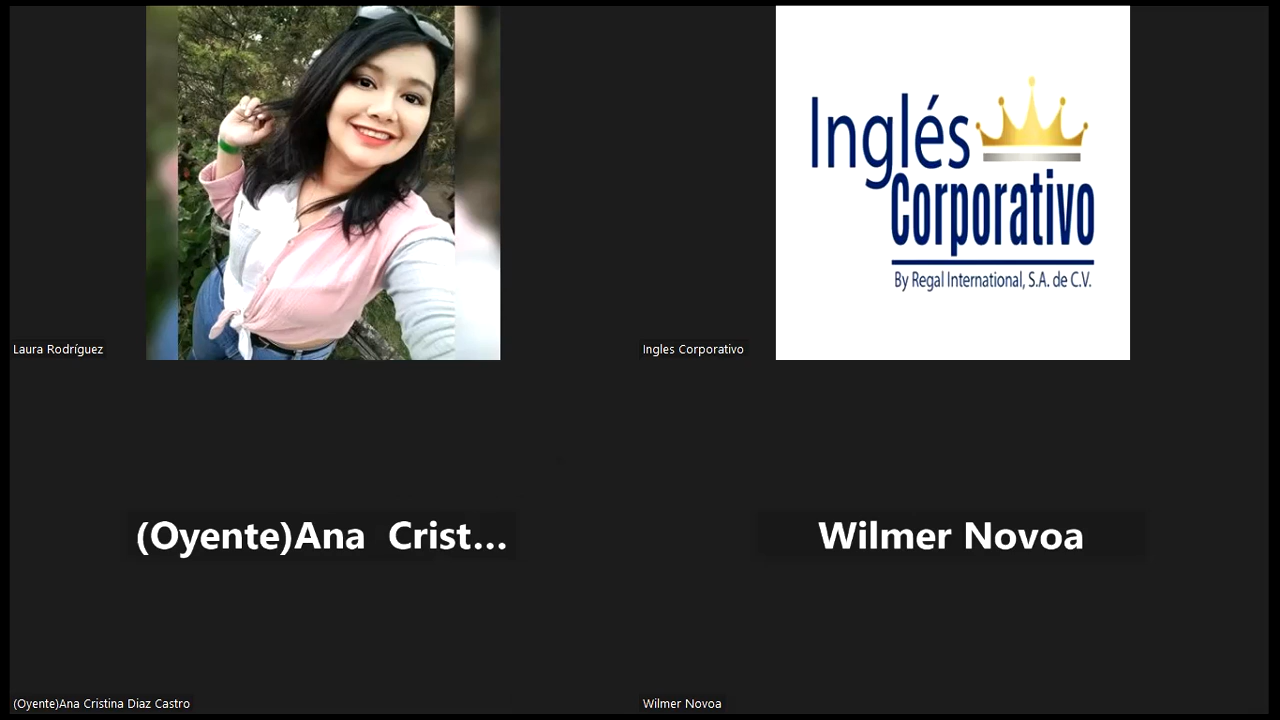 Inglés
Corporativo
By Regal International, S.A. de C.V.
Laura Rodríguez
Ingles Corporativo
(Oyente)Ana Crist...
Wilmer Novoa
(Oyente)Ana Cristina Diaz Castro
Wilmer Novoa